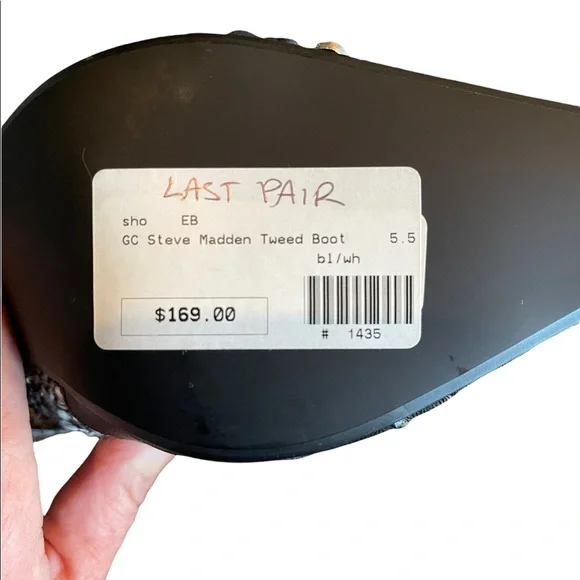 LAST PAIR
sho EB
GC Steve Madden Tweed Boot 5.5
bl/wh
$169.00
# 1435